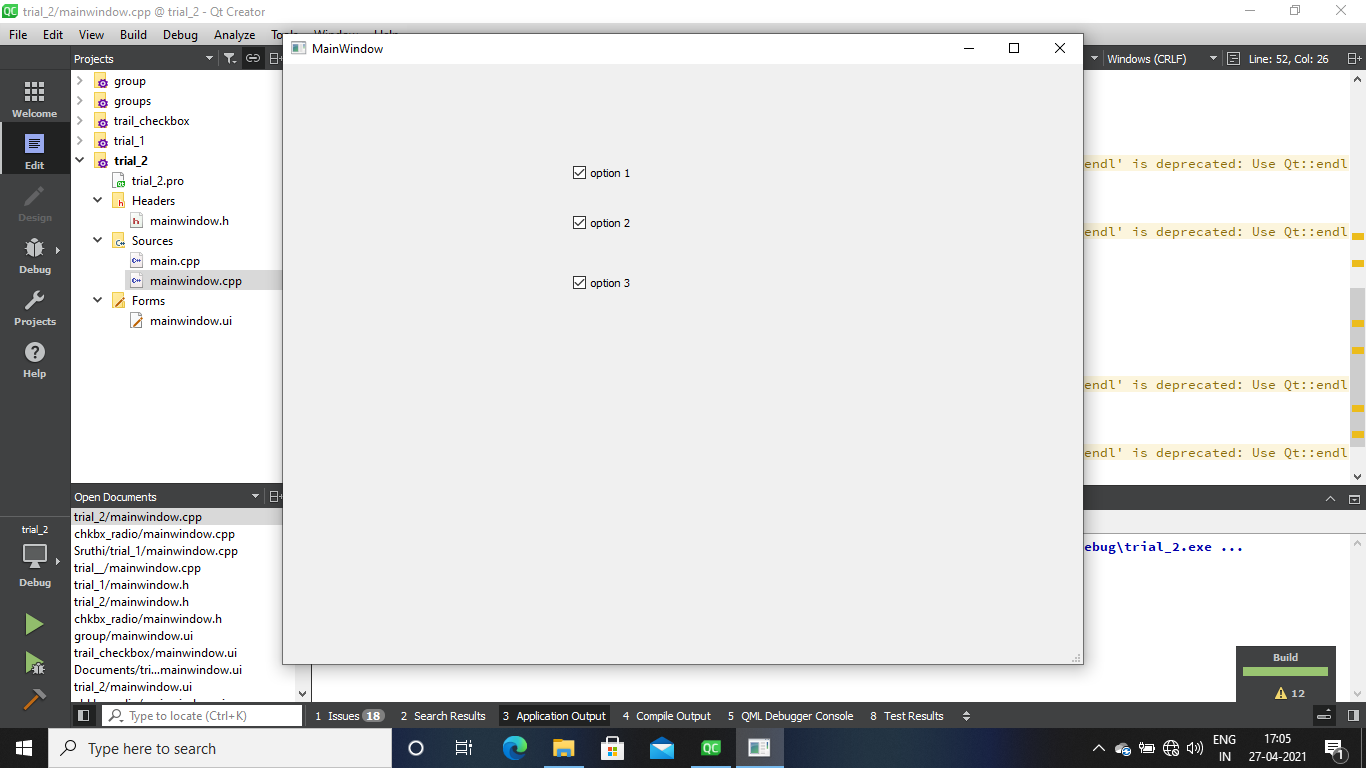 trial_2/mainwindow.cpp @ trial_2 - Qt Creator
File Edit View Build Debug Analyze
MainWindow
Projects
Windows (CRLF)
Line: 52, Col: 26
Welcome
Edit
Design
Debug
Projects
Help
group
groups
trail_checkbox
trial_1
trial_2
trial_2.pro
Headers
mainwindow.h
Sources
main.cpp
mainwindow.cpp
Forms
mainwindow.ui
option 1
option 2
option 3
endl' is deprecated: Use Qt::endl
endl' is deprecated: Use Qt::endl
endl' is deprecated: Use Qt::endl
endl' is deprecated: Use Qt::endl
Open Documents
trial_2/mainwindow.cpp
chkbx_radio/mainwindow.cpp
Sruthi/trial_1/mainwindow.cpp
trial__/mainwindow.cpp
trial_1/mainwindow.h
trial_2/mainwindow.h
chkbx_radio/mainwindow.h
group/mainwindow.ui
trail_checkbox/mainwindow.ui
Documents/tri...mainwindow.ui
trial_2/mainwindow.ui
trial_2
Debug
ebug\trial_2.exe ...
Build
12
Type to locate (Ctrl+K)
1 Issues 18
2 Search Results
3 Application Output
4 Compile Output
5 QML Debugger Console
8 Test Results
Type here to search
QC
ENG
IN
17:05
27-04-2021
1